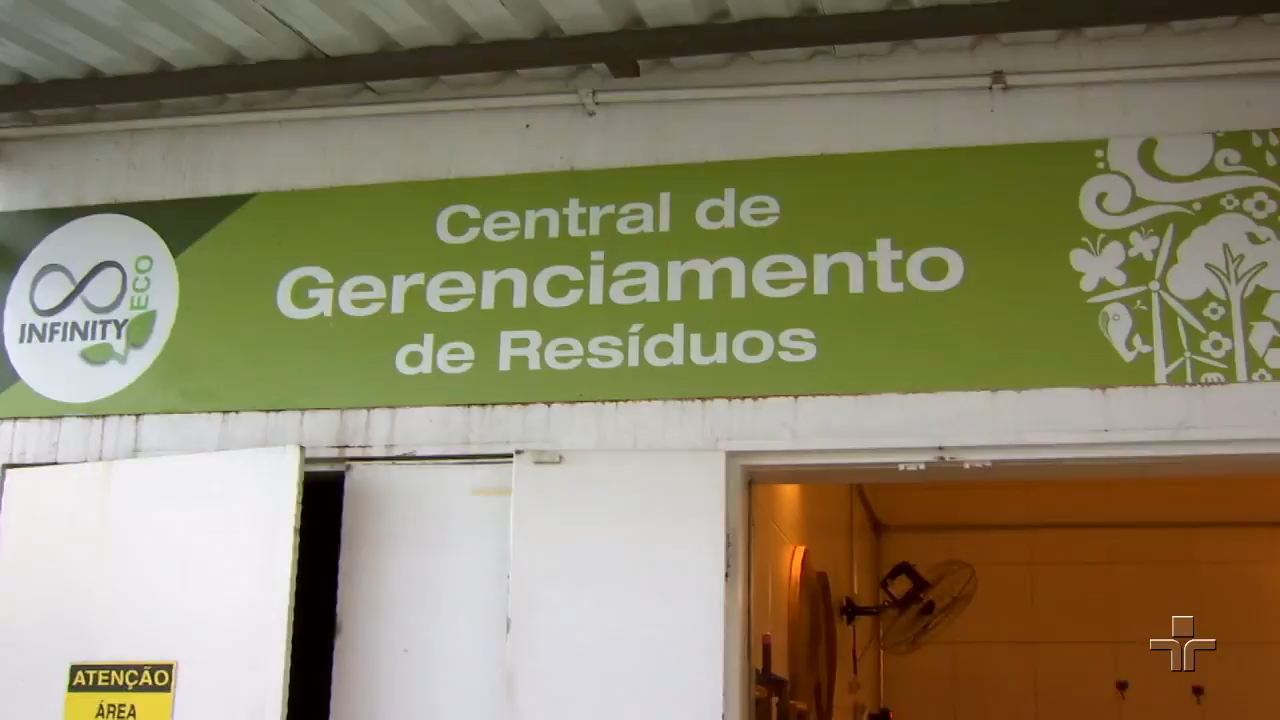 Central de
Gerenciamento
de Resíduos
INFINITY
ECO
ATENÇÃO
ÁREA